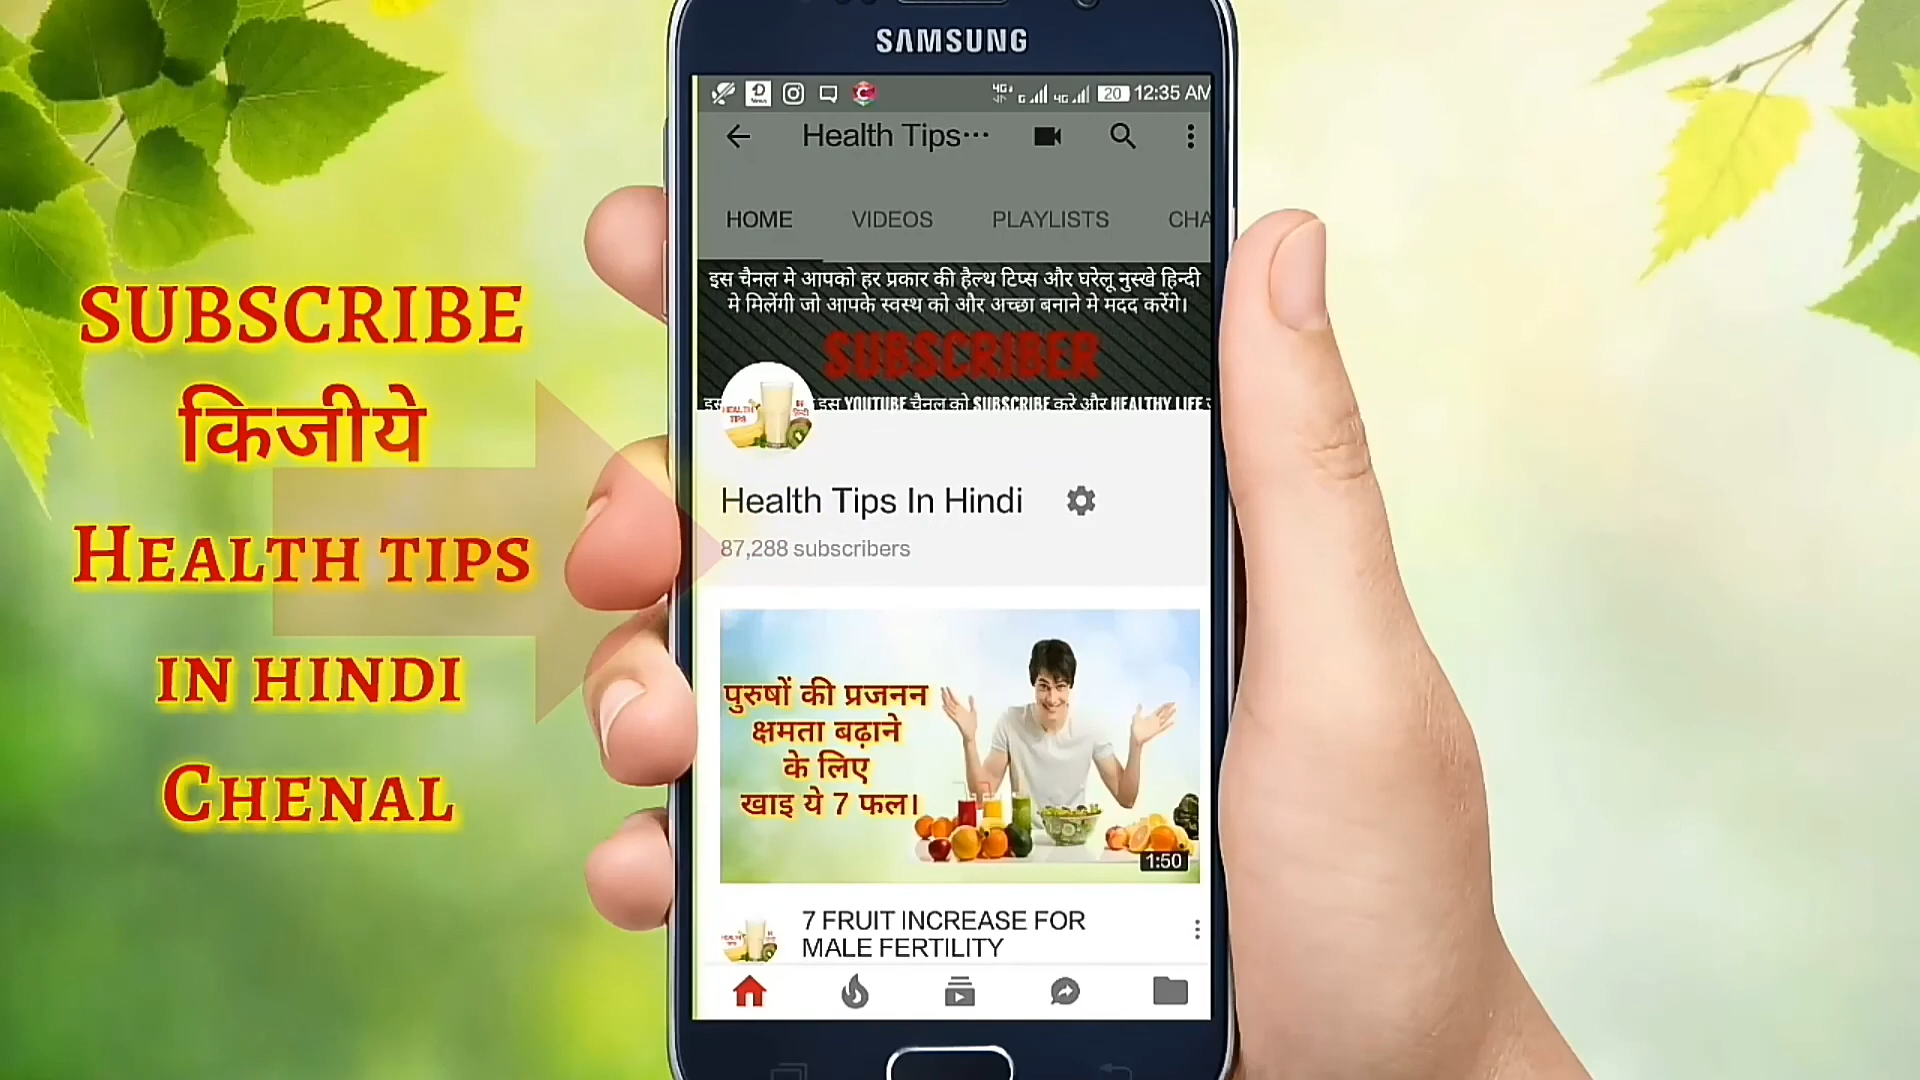 SUBSCRIBE
किजीये
HEALTH TIPS
IN HINDI
CHENAL
SAMSUNG
20 12:35 AM
Health Tips...
HOME VIDEOS PLAYLISTS CHA
इस चैनल मे आपको हर प्रकार की हैल्थ टिप्स और घरेलू नुस्खे हिन्दी
मे मिलेंगी जो आपके स्वस्थ को और अच्छा बनाने मे मदद करेंगे।
SUBSCRIBER
इस YOUTUBE चैनल को SUBSCRIBE करे और HEALTHY LIFE
Health Tips In Hindi
87,288 subscribers
पुरुषों की प्रजनन
क्षमता बढ़ाने
के लिए
खाइ ये 7 फल।
1:50
7 FRUIT INCREASE FOR
MALE FERTILITY